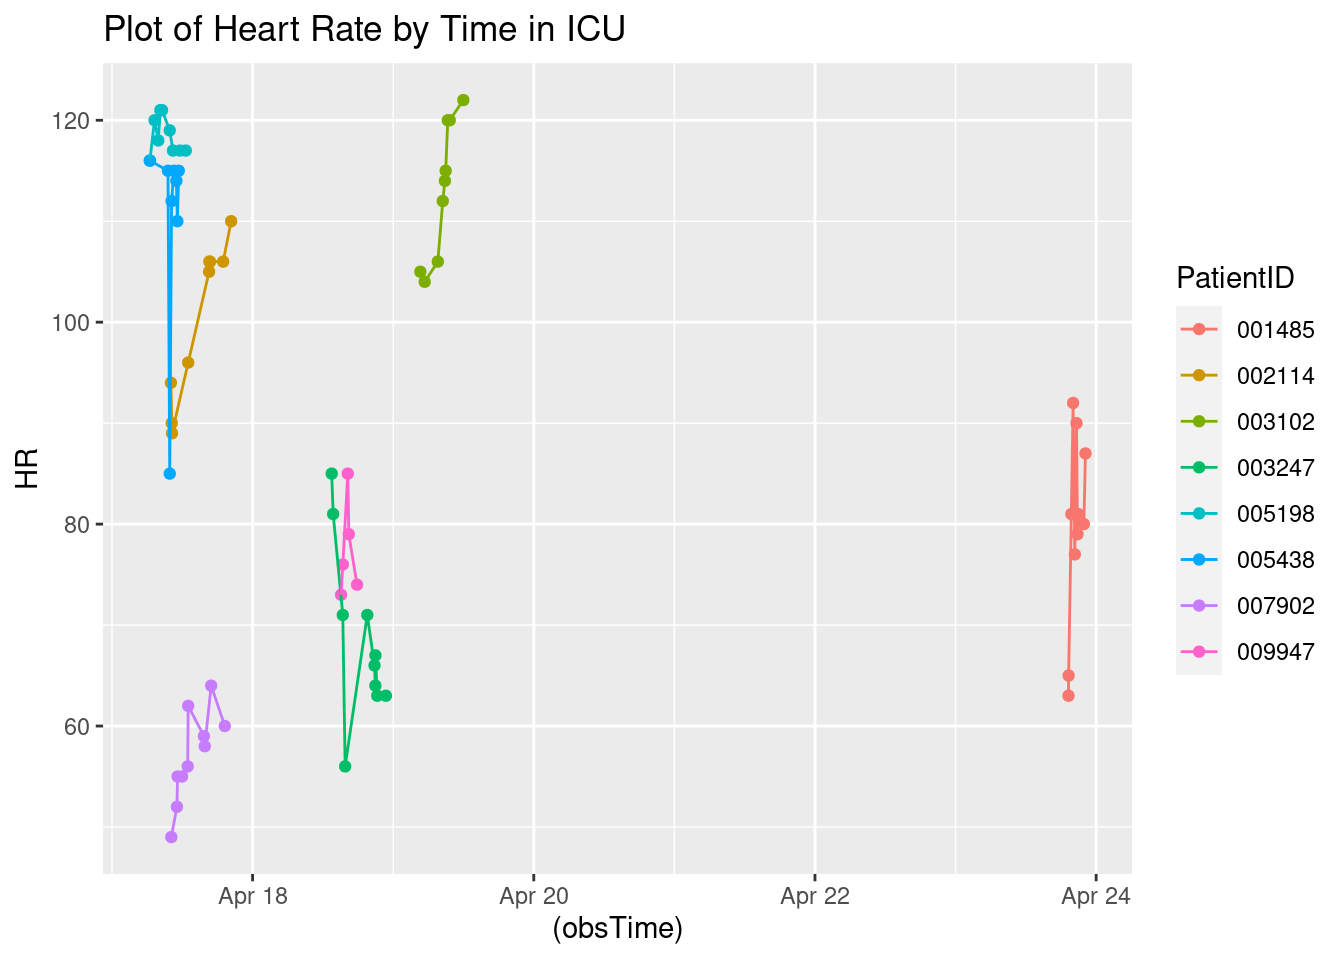 Plot of Heart Rate by Time in ICU
HR
120
100
80
60
Apr 18
Apr 20
Apr 22
Apr 24
(obsTime)
PatientID
001485
002114
003102
003247
005198
005438
007902
009947